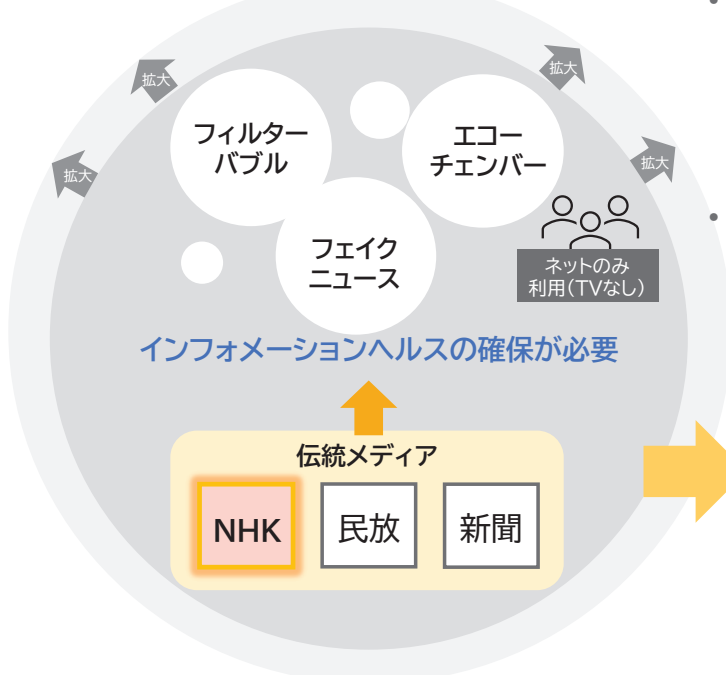 拡大
拡大
拡大
拡大
フィルター
バブル
エコー
チェンバー
フェイク
ニュース
ネットのみ
利用(TVなし)
インフォメーションヘルスの確保が必要
伝統メディア
NHK
民放
新聞